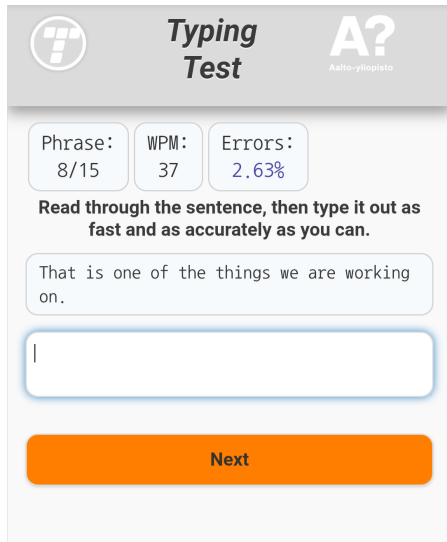 Typing
Test
A?
Aalto-yliopisto
Phrase:
8/15
WPM:
37
Errors:
2.63%
Read through the sentence, then type it out as
fast and as accurately as you can.
That is one of the things we are working
on.
Next